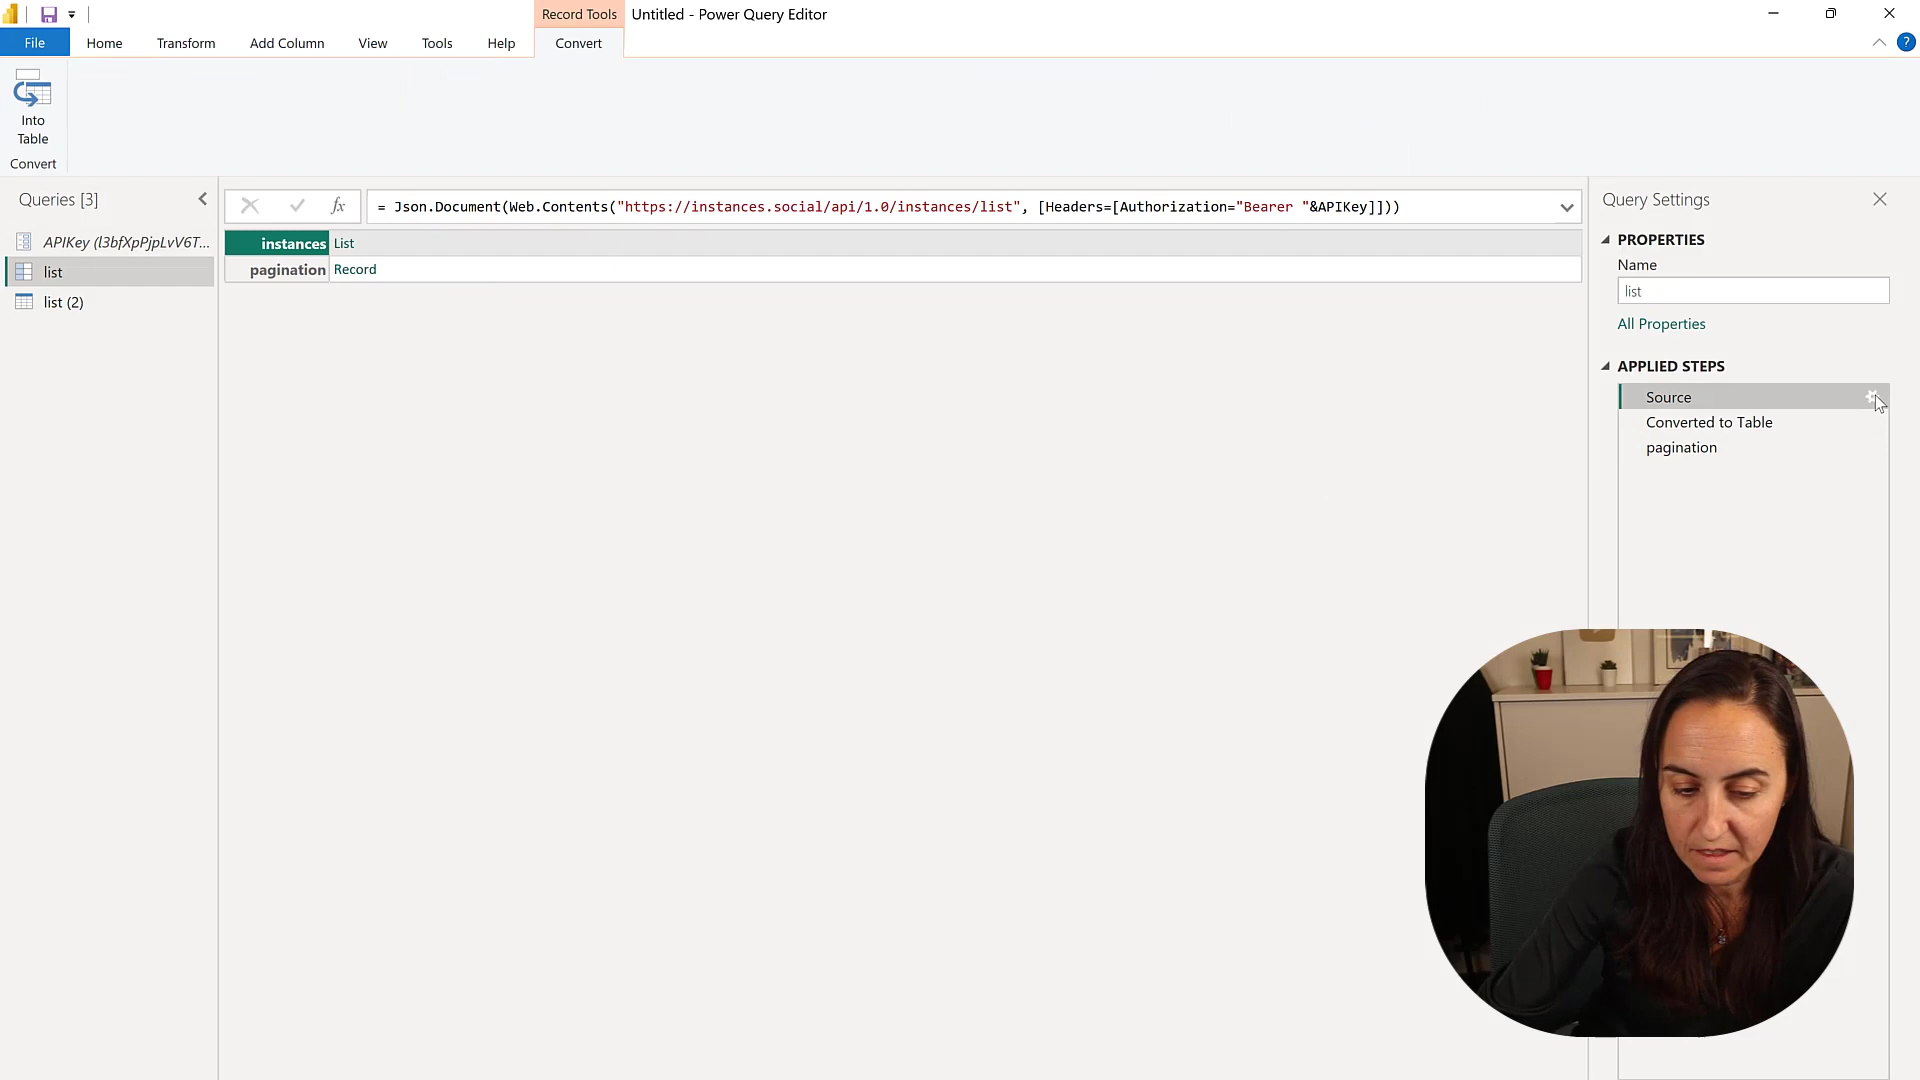 Record Tools
Untitled - Power Query Editor
File
Home
Transform
Add Column
View
Tools
Help
Convert
?
Into
Table
Convert
Queries [3]
APIKey (l3bfXpPjpLvV6T...
list
list (2)
fx
= Json.Document(Web.Contents("https://instances.social/api/1.0/instances/list", [Headers=[Authorization="Bearer "&APIKey]]))
instances List
pagination Record
Query Settings
PROPERTIES
Name
list
All Properties
APPLIED STEPS
Source
Converted to Table
pagination